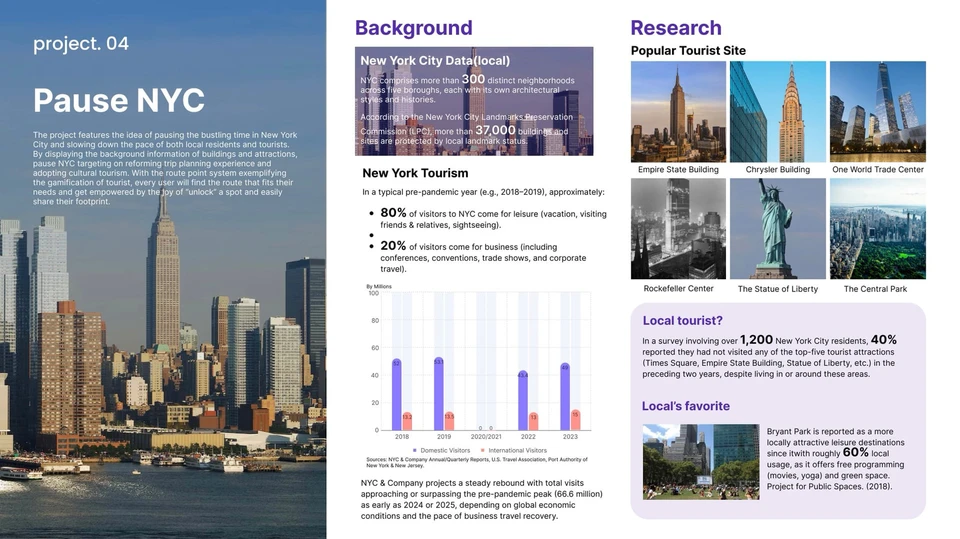 project. 04
Pause NYC
The project features the idea of pausing the bustling time in New York
City and slowing down the pace of both local residents and tourists.
By displaying the background information of buildings and attractions,
pause NYC targeting on reforming trip planning experience and
adopting cultural tourism. With the route point system exemplifying
the gamification of tourist, every user will find the route that fits their
needs and get empowered by the joy of "unlock" a spot and easily
share their footprint.
Background
New York City Data(local)
NYC comprises more than 300 distinct neighborhoods
across five boroughs, each with its own architectural
styles and histories.
According to the New York City Landmarks Preservation
Commission (LPC), more than 37,000 buildings and
sites are protected by local landmark status.
New York Tourism
In a typical pre-pandemic year (e.g., 2018–2019), approximately:
• 80% of visitors to NYC come for leisure (vacation, visiting
friends & relatives, sightseeing).
•
• 20% of visitors come for business (including
conferences, conventions, trade shows, and corporate
travel).
By Millons
100
80
60
40
20
0
13.2
13.5
0
0
43.4
13
49
15
2018
2019
2020/2021
2022
2023
Domestic Visitors
International Visitors
Sources: NYC & Company Annual/Quarterly Reports, U.S. Travel Association, Port Authority of
New York & New Jersey.
NYC & Company projects a steady rebound with total visits
approaching or surpassing the pre-pandemic peak (66.6 million)
as early as 2024 or 2025, depending on global economic
conditions and the pace of business travel recovery.
Research
Popular Tourist Site
Empire State Building
Chrysler Building
One World Trade Center
Rockefeller Center
The Statue of Liberty
The Central Park
Local tourist?
In a survey involving over 1,200 New York City residents, 40%
reported they had not visited any of the top-five tourist attractions
(Times Square, Empire State Building, Statue of Liberty, etc.) in the
preceding two years, despite living in or around these areas.
Local's favorite
Bryant Park is reported as a more
locally attractive leisure destinations
since itwith roughly 60% local
usage, as it offers free programming
(movies, yoga) and green space.
Project for Public Spaces. (2018).